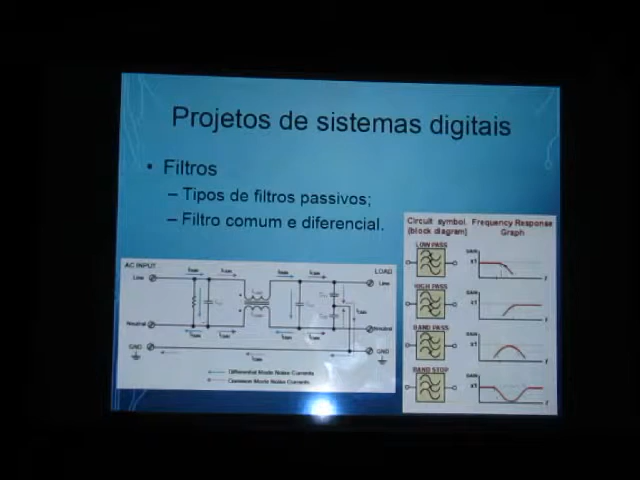 Projetos de sistemas digitais
• Filtros
– Tipos de filtros passivos;
– Filtro comum e diferencial.
AC INPUT
LOAD
Line
Line
Neutral
Neutral
GND
GND
Differential Mode Noise Currents
Common Mode Noise Currents
Circuit symbol Frequency Response
(block diagram) Graph
LOW PASS
GAIN
x1
f
HIGH PASS
GAIN
x1
f
BAND PASS
GAIN
x1
f
BAND STOP
GAIN
x1
f